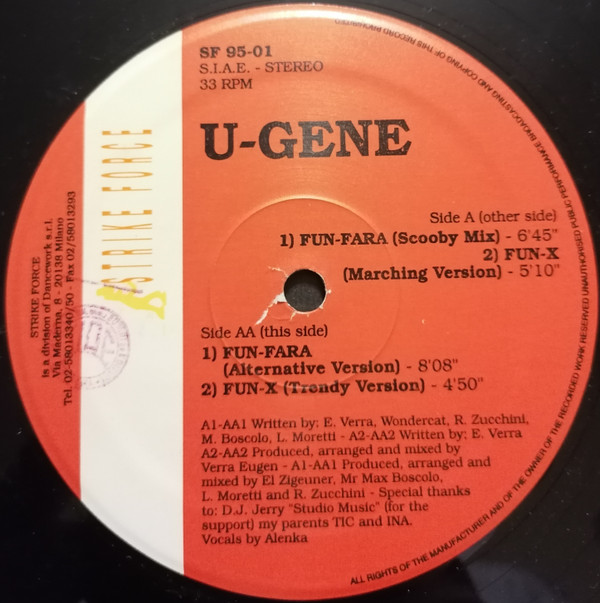 SF 95-01
S.I.A.E. - STEREO
33 RPM
U-GENE
STRIKE FORCE
STRIKE FORCE
is a division of Dancework s.r.l.
Via Maderna, 8 - 20138 Milano
Tel. 02-58013340/50 - Fax 02/58013293
Side A (other side)
1) FUN-FARA (Scooby Mix) - 6'45"
2) FUN-X
(Marching Version) - 5'10"
Side AA (this side)
1) FUN-FARA
(Alternative Version) - 8'08"
2) FUN-X (Trendy Version) - 4'50"
A1-AA1 Written by: E. Verra, Wondercat, R. Zucchini,
M. Boscolo, L. Moretti - A2-AA2 Written by: E. Verra
A2-AA2 Produced, arranged and mixed by
Verra Eugen - A1-AA1 Produced, arranged and
mixed by El Zigeuner, Mr Max Boscolo,
L. Moretti and R. Zucchini - Special thanks
to: D.J. Jerry "Studio Music" (for the
support) my parents TIC and INA.
Vocals by Alenka
ALL RIGHTS OF THE MANUFACTURER AND OF THE OWNER OF THE RECORDED WORK RESERVED UNAUTHORISED PUBLIC PERFORMANCE BROADCASTING AND COPYING OF THIS RECORD PROHIBITED